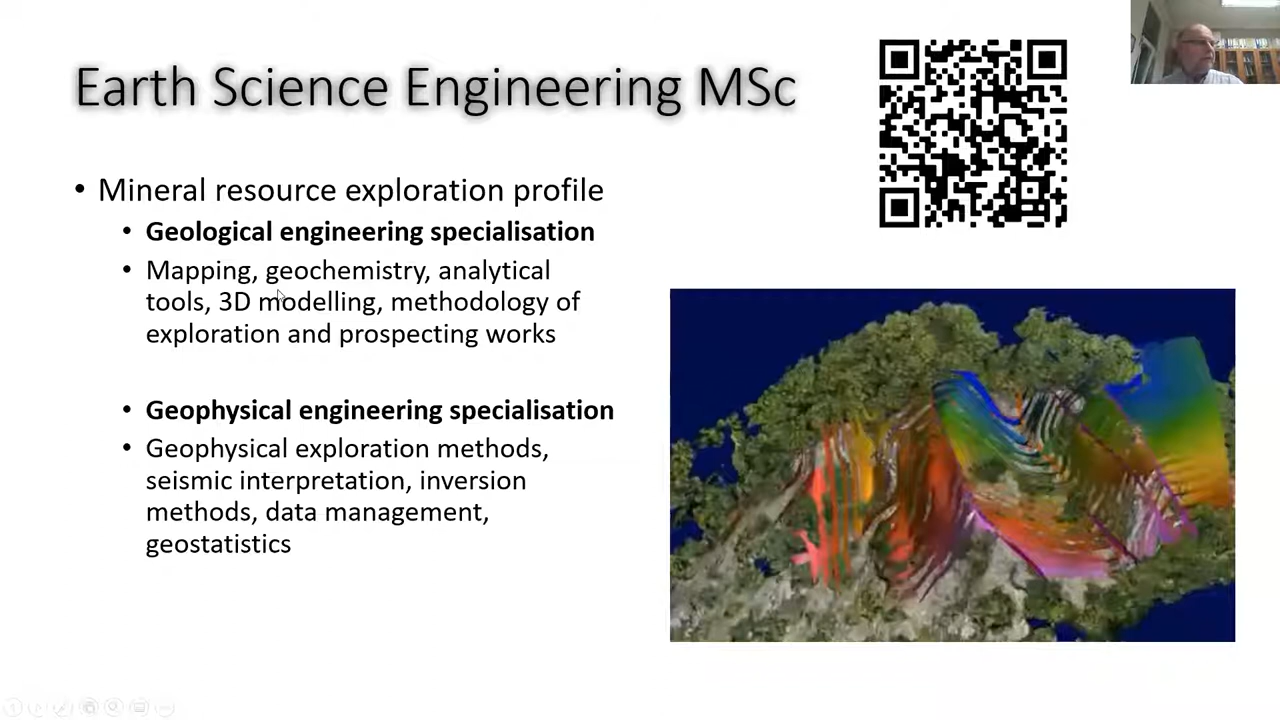 Earth Science Engineering MSc
• Mineral resource exploration profile
• Geological engineering specialisation
• Mapping, geochemistry, analytical
tools, 3D modelling, methodology of
exploration and prospecting works
• Geophysical engineering specialisation
• Geophysical exploration methods,
seismic interpretation, inversion
methods, data management,
geostatistics